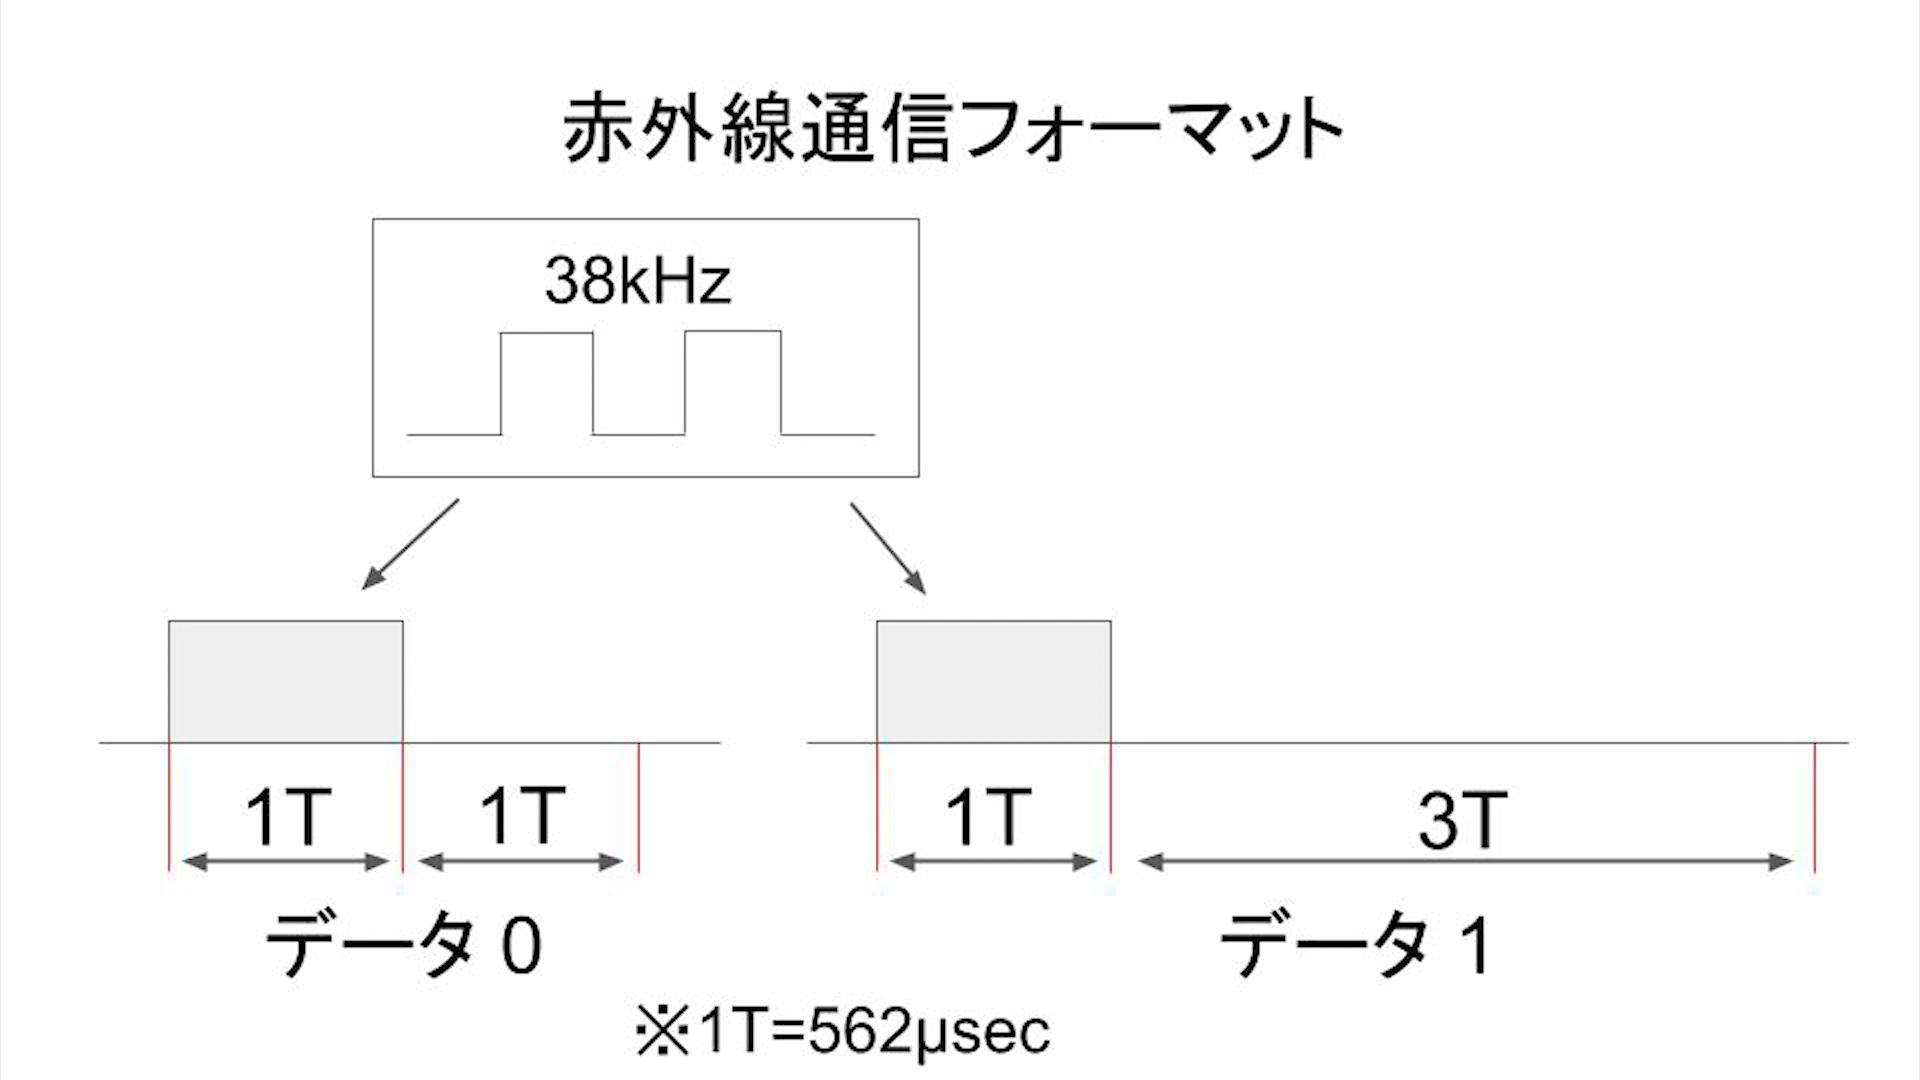 赤外線通信フォーマット
38kHz
1T
1T
1T
3T
データ 0
データ 1
※1T=562μsec